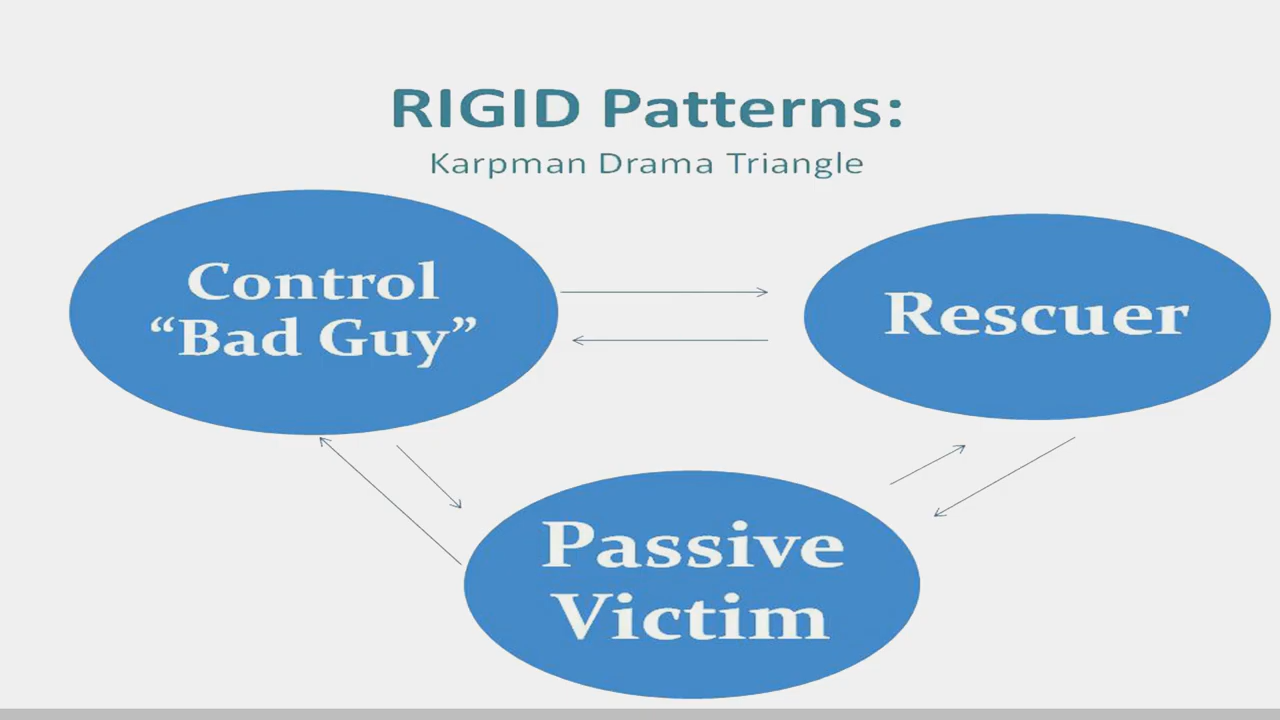 RIGID Patterns:
Karpman Drama Triangle
Control
“Bad Guy”
Rescuer
Passive
Victim